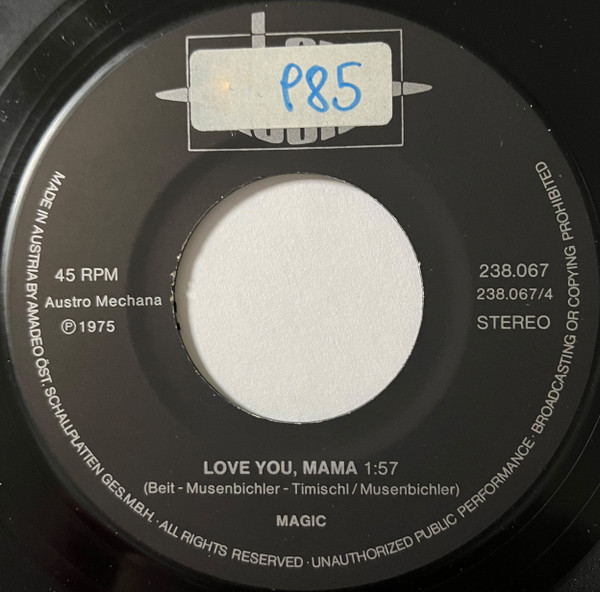 P85
45 RPM
Austro Mechana
Ⓟ 1975
238.067
238.067/4
STEREO
LOVE YOU, MAMA 1:57
(Beit - Musenbichler - Timischl / Musenbichler)
MAGIC
MADE IN AUSTRIA BY AMADEO ÖST. SCHALLPLATTEN GES.M.B.H. · ALL RIGHTS RESERVED · UNAUTHORIZED PUBLIC PERFORMANCE · BROADCASTING OR COPYING PROHIBITED